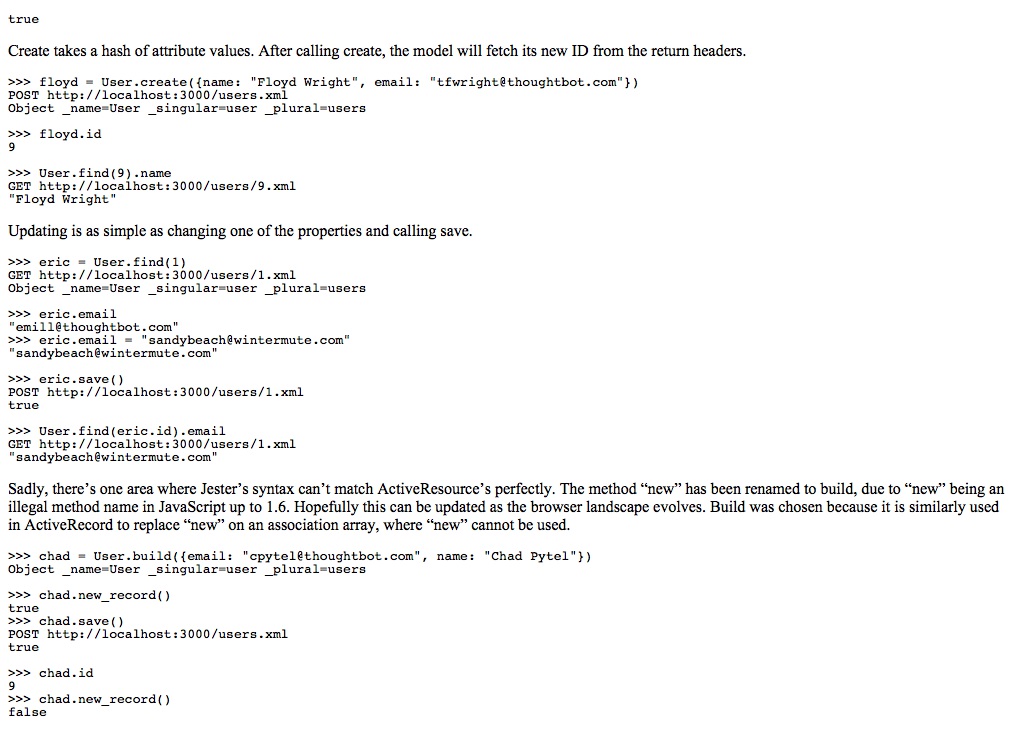 true
Create takes a hash of attribute values. After calling create, the model will fetch its new ID from the return headers.
>>> floyd = User.create({name: "Floyd Wright", email: "tfwright@thoughtbot.com"})
POST http://localhost:3000/users.xml
Object _name=User _singular=user _plural=users
>>> floyd.id
9
>>> User.find(9).name
GET http://localhost:3000/users/9.xml
"Floyd Wright"
Updating is as simple as changing one of the properties and calling save.
>>> eric = User.find(1)
GET http://localhost:3000/users/1.xml
Object _name=User _singular=user _plural=users
>>> eric.email
"emill@thoughtbot.com"
>>> eric.email = "sandybeach@wintermute.com"
"sandybeach@wintermute.com"
>>> eric.save()
POST http://localhost:3000/users/1.xml
true
>>> User.find(eric.id).email
GET http://localhost:3000/users/1.xml
"sandybeach@wintermute.com"
Sadly, there’s one area where Jester’s syntax can’t match ActiveResource’s perfectly. The method “new” has been renamed to build, due to “new” being an
illegal method name in JavaScript up to 1.6. Hopefully this can be updated as the browser landscape evolves. Build was chosen because it is similarly used
in ActiveRecord to replace “new” on an association array, where “new” cannot be used.
>>> chad = User.build({email: "cpytel@thoughtbot.com", name: "Chad Pytel"})
Object _name=User _singular=user _plural=users
>>> chad.new_record()
true
>>> chad.save()
POST http://localhost:3000/users.xml
true
>>> chad.id
9
>>> chad.new_record()
false